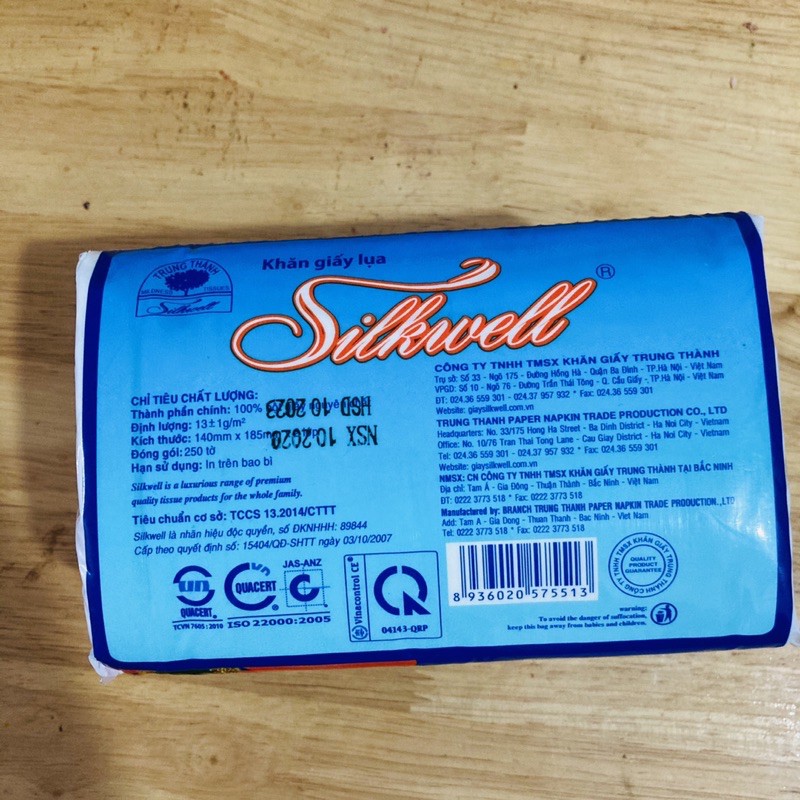 TRUNG THÀNH
MILDNESS TISSUES
Silkwell
Khăn giấy lụa
Silkwell ®
CHỈ TIÊU CHẤT LƯỢNG:
Thành phần chính: 100%
Định lượng: 13±1g/m²
Kích thước: 140mm x 185mm
Đóng gói: 250 tờ
Hạn sử dụng: In trên bao bì
NSX 10.2020
HSD 10 2023
Silkwell is a luxurious range of premium
quality tissue products for the whole family.
Tiêu chuẩn cơ sở: TCCS 13.2014/CTTT
Silkwell là nhãn hiệu độc quyền, số ĐKNHHH: 89844
Cấp theo quyết định số: 15404/QĐ-SHTT ngày 03/10/2007
CÔNG TY TNHH TMSX KHĂN GIẤY TRUNG THÀNH
Trụ sở: Số 33 - Ngõ 175 - Đường Hồng Hà - Quận Ba Đình - TP.Hà Nội - Việt Nam
VPGD: Số 10 - Ngõ 76 - Đường Trần Thái Tông - Q. Cầu Giấy - TP.Hà Nội - Việt Nam
ĐT: 024.36 559 301 - 024.37 957 932 * Fax: 024.36 559 301
Website: giaysilkwell.com.vn
TRUNG THANH PAPER NAPKIN TRADE PRODUCTION CO., LTD
Headquarters: No. 33/175 Hong Ha Street - Ba Dinh District - Ha Noi City - Vietnam
Office: No. 10/76 Tran Thai Tong Lane - Cau Giay District - Ha Noi City - Vietnam
Tel: 024.36 559 301 - 024.37 957 932 * Fax: 024.36 559 301
Website: giaysilkwell.com.vn
NMSX: CN CÔNG TY TNHH TMSX KHĂN GIẤY TRUNG THÀNH TẠI BẮC NINH
Địa chỉ: Tam Á - Gia Đông - Thuận Thành - Bắc Ninh - Việt Nam
ĐT: 0222 3773 518 * Fax: 0222 3773 518
Manufactured by: BRANCH TRUNG THANH PAPER NAPKIN TRADE PRODUCTION.,LTD
Add: Tam A - Gia Dong - Thuan Thanh - Bac Ninh - Viet Nam
Tel: 0222 3773 518 * Fax: 0222 3773 518
QUACERT
TCVN 7605 : 2010
QUACERT
JAS-ANZ
ISO 22000:2005
Vinacontrol CE
04143-QRP
8 936020 575513
CÔNG TY TNHH TMSX KHĂN GIẤY TRUNG THÀNH
QUALITY
PRODUCT
GUARANTEE
warning:
To avoid the danger of suffocation,
keep this bag away from babies and children.